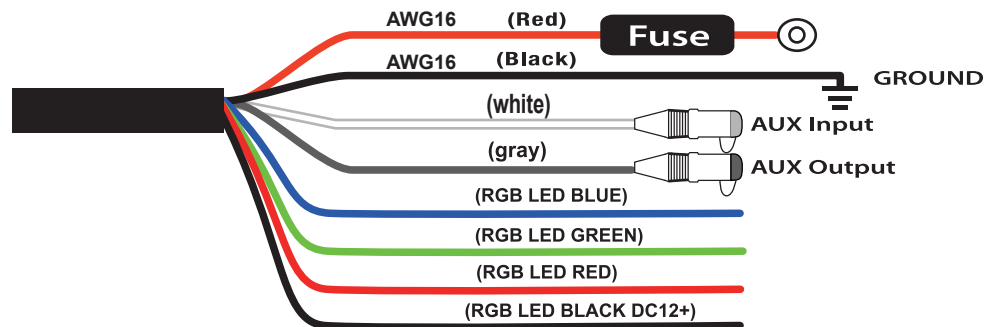 AWG16 (Red) Fuse
AWG16 (Black) GROUND
(white) AUX Input
(gray) AUX Output
(RGB LED BLUE)
(RGB LED GREEN)
(RGB LED RED)
(RGB LED BLACK DC12+)